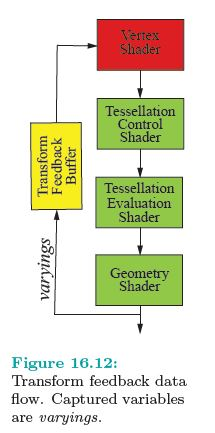 Vertex
Shader
Tessellation
Control
Shader
Transform
Feedback
Buffer
Tessellation
Evaluation
Shader
varyings
Geometry
Shader
Figure 16.12:
Transform feedback data
flow. Captured variables
are varyings.